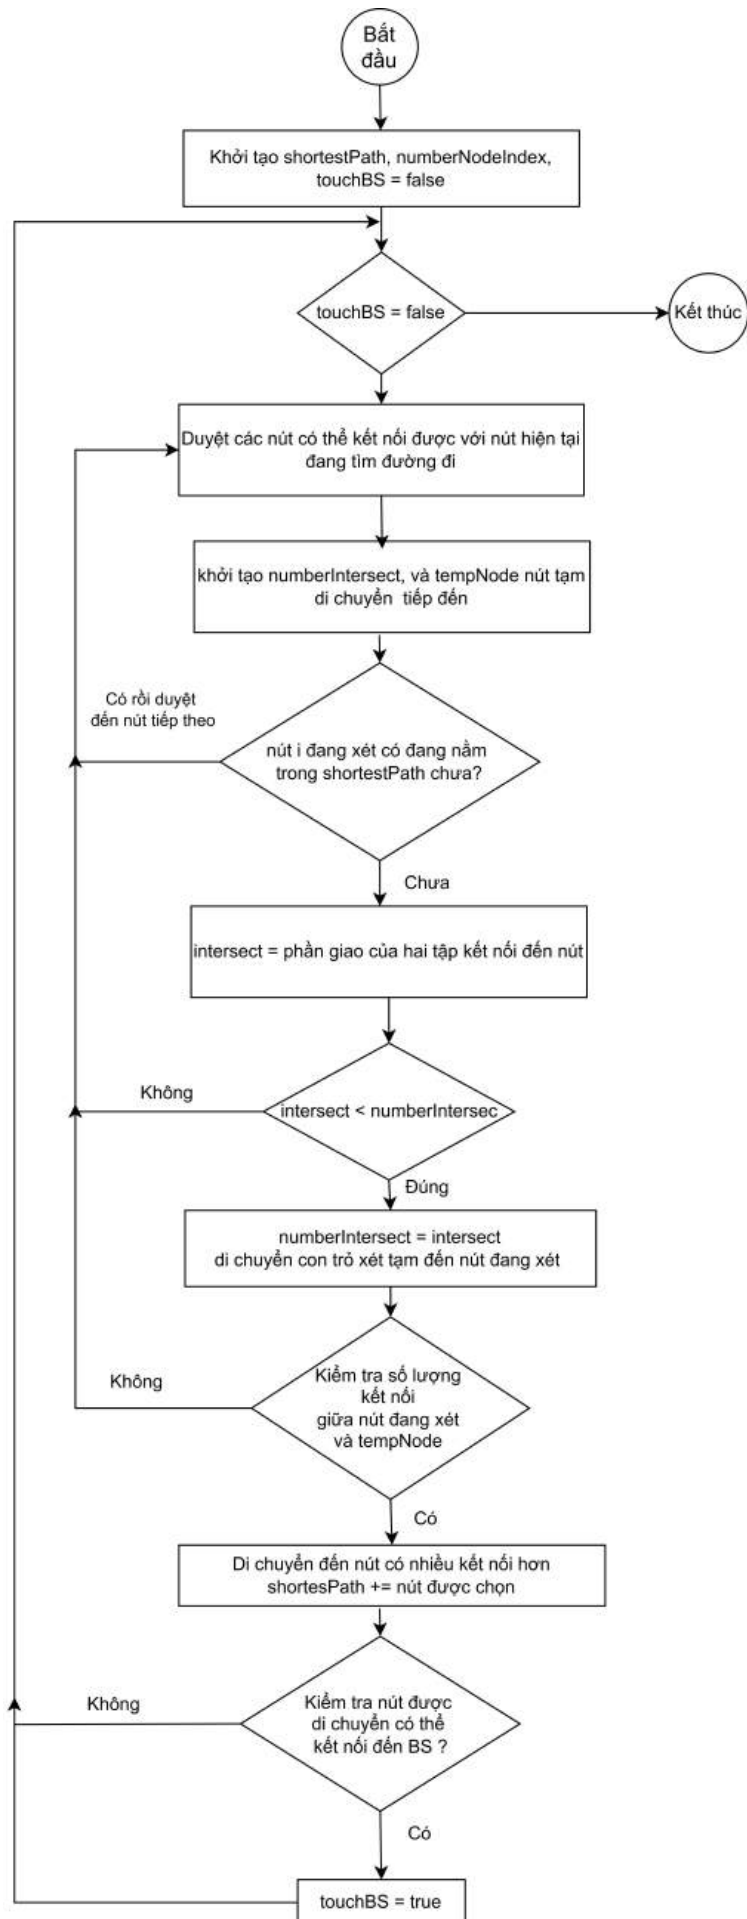 Bắt
đầu
Khởi tạo shortestPath, numberNodeIndex,
touchBS = false
touchBS = false
Kết thúc
Duyệt các nút có thể kết nối được với nút hiện tại
đang tìm đường đi
khởi tạo numberIntersect, và tempNode nút tạm
di chuyển tiếp đến
Có rồi duyệt
đến nút tiếp theo
nút i đang xét có đang nằm
trong shortestPath chưa?
Chưa
intersect = phần giao của hai tập kết nối đến nút
Không
intersect < numberIntersec
Đúng
numberIntersect = intersect
di chuyển con trỏ xét tạm đến nút đang xét
Không
Kiểm tra số lượng
kết nối
giữa nút đang xét
và tempNode
Có
Di chuyển đến nút có nhiều kết nối hơn
shortesPath += nút được chọn
Không
Kiểm tra nút được
di chuyển có thể
kết nối đến BS ?
Có
touchBS = true